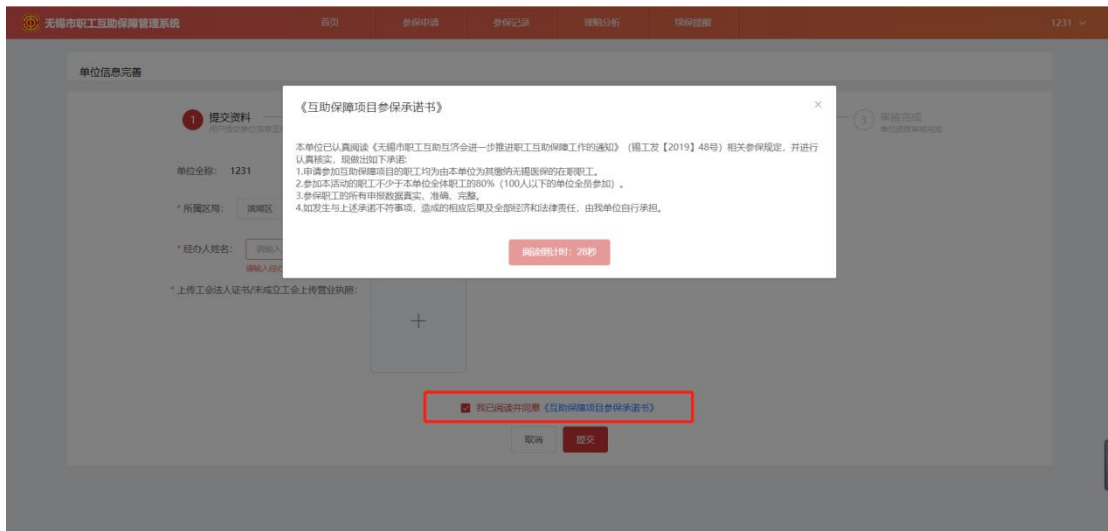 无锡市职工互助保障管理系统
首页
参保申请
参保记录
理赔分析
续保提醒
1231
单位信息完善
《互助保障项目参保承诺书》
1 提交资料
3 审核完成
本单位已认真阅读《无锡市职工互助互济会进一步推进职工互助保障工作的通知》（锡工发【2019】48号）相关参保规定，并进行
认真核实，现做出如下承诺:
1.申请参加互助保障项目的职工均为由本单位为其缴纳无锡医保的在职职工。
2.参加本活动的职工不少于本单位全体职工的80%（100人以下的单位全员参加）。
3.参保职工的所有申报数据真实、准确、完整。
4.如发生与上述承诺不符事项，造成的相应后果及全部经济和法律责任，由我单位自行承担。
阅读倒计时：28秒
单位全称： 1231
*所属区局： 滨湖区
*经办人姓名： 请输入
请输入经办
*上传工会法人证书/未成立工会上传营业执照：
我已阅读并同意《互助保障项目参保承诺书》
取消
提交